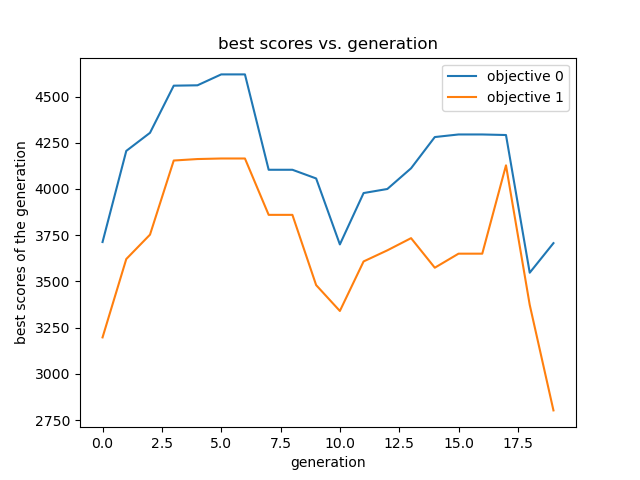 best scores vs. generation
objective 0
objective 1
best scores of the generation
4500
4250
4000
3750
3500
3250
3000
2750
0.0 2.5 5.0 7.5 10.0 12.5 15.0 17.5
generation